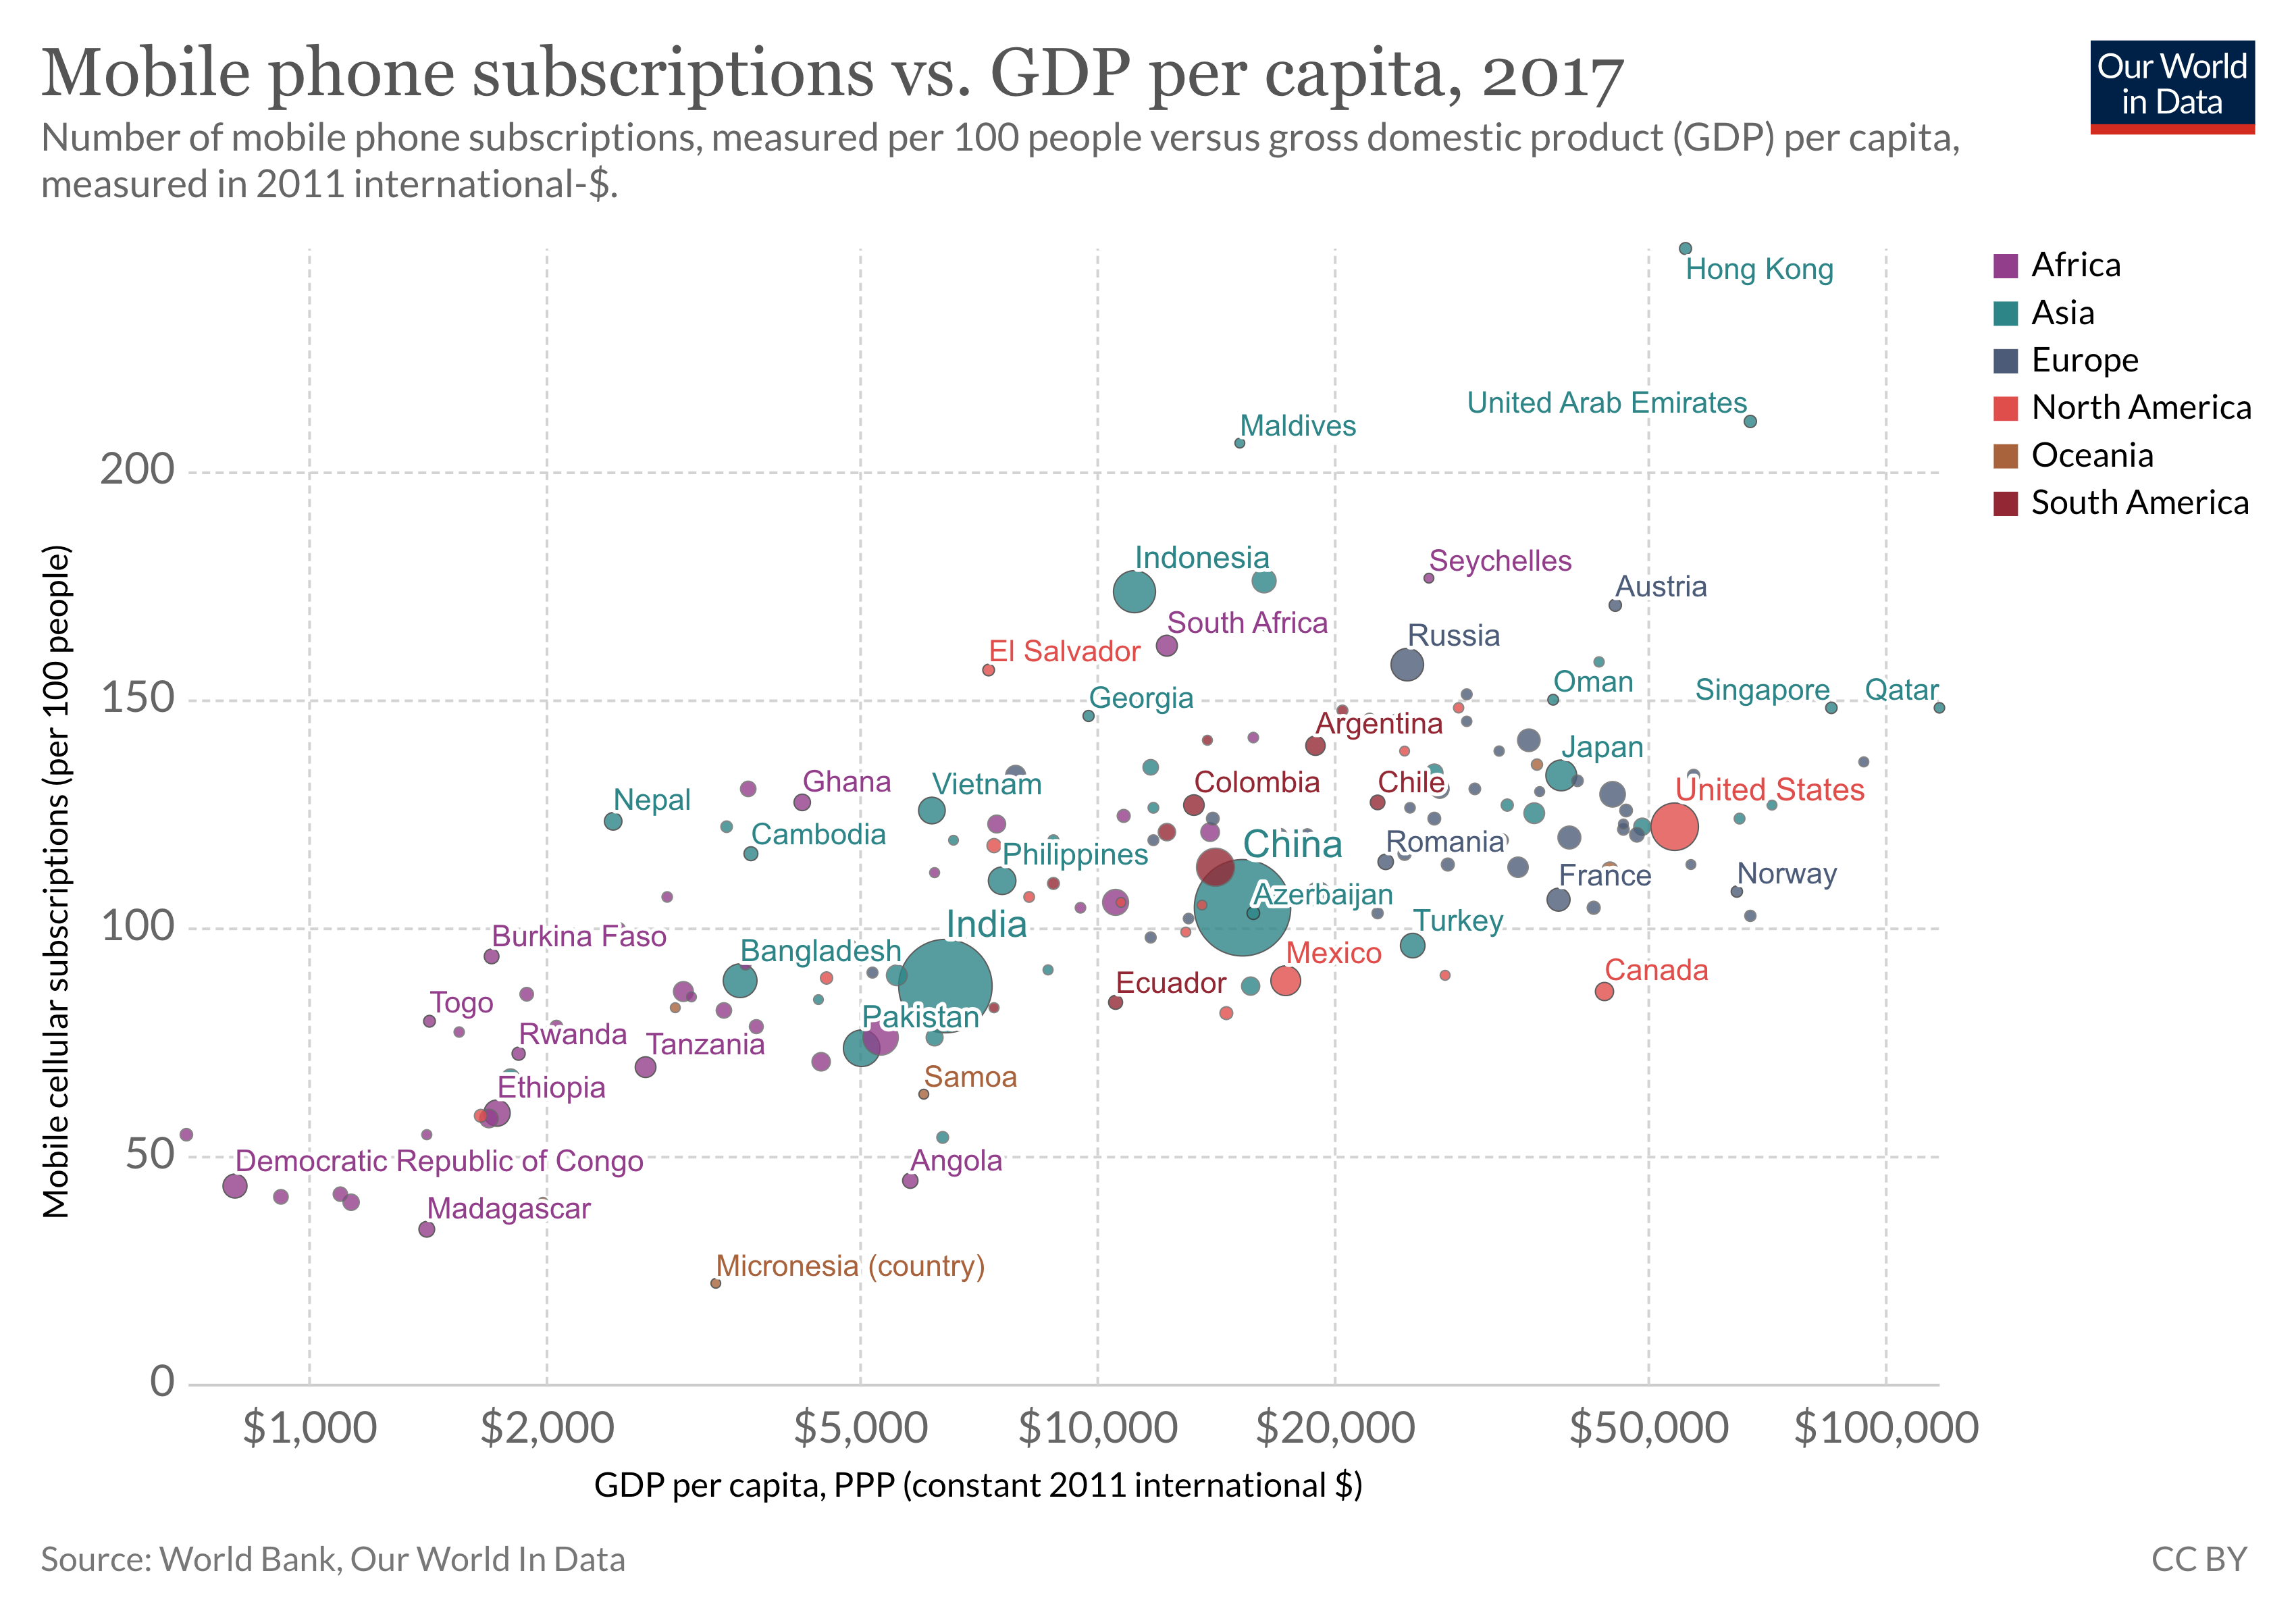 Mobile phone subscriptions vs. GDP per capita, 2017
Our World
in Data
Number of mobile phone subscriptions, measured per 100 people versus gross domestic product (GDP) per capita,
measured in 2011 international-$.
Hong Kong
Africa
Asia
Europe
North America
Oceania
South America
United Arab Emirates
Maldives
200
Indonesia
Seychelles
Austria
South Africa
Russia
El Salvador
Oman
Singapore
Qatar
150
Georgia
Argentina
Japan
Ghana
Vietnam
Colombia
Chile
United States
Nepal
Cambodia
China
Romania
Philippines
France
Norway
Azerbaijan
100
India
Burkina Faso
Turkey
Bangladesh
Mexico
Canada
Ecuador
Togo
Pakistan
Rwanda
Tanzania
Samoa
Ethiopia
50
Democratic Republic of Congo
Angola
Madagascar
Micronesia (country)
0
Mobile cellular subscriptions (per 100 people)
$1,000
$2,000
$5,000
$10,000
$20,000
$50,000
$100,000
GDP per capita, PPP (constant 2011 international $)
Source: World Bank, Our World In Data
CC BY